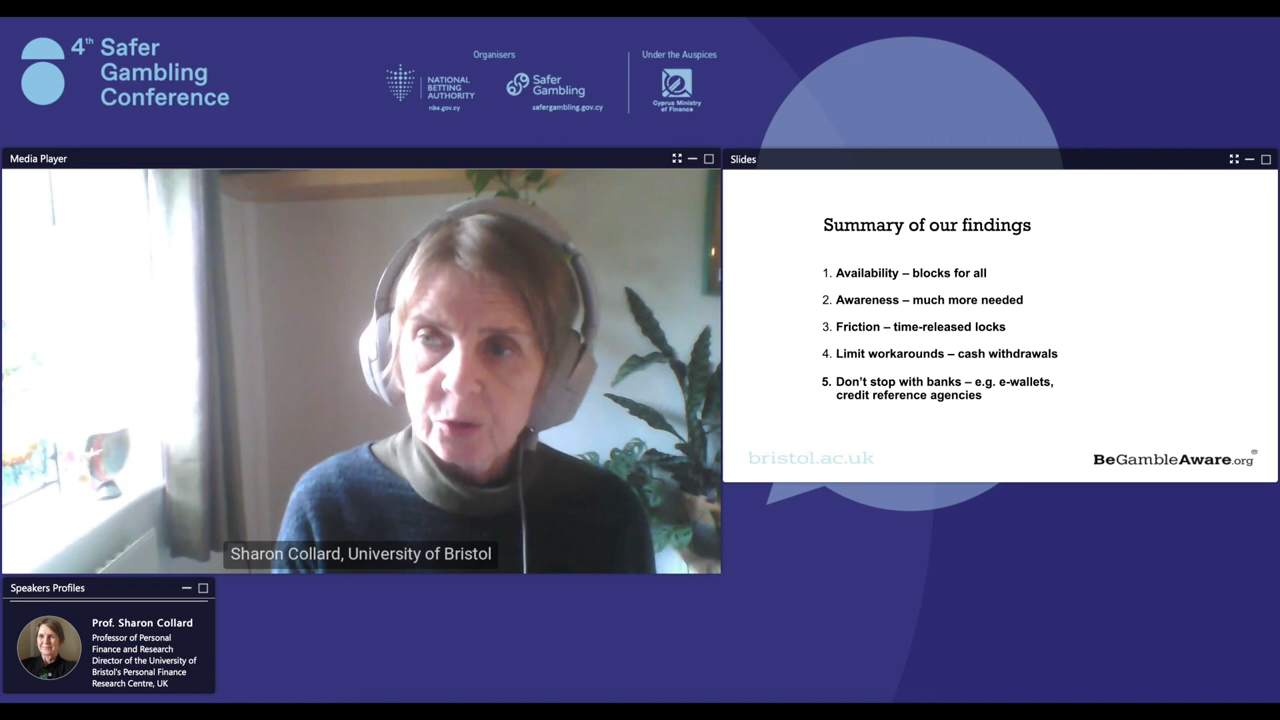 4th Safer
Gambling
Conference
Organisers
NATIONAL
BETTING
AUTHORITY
nba.gov.cy
Safer
Gambling
safergambling.gov.cy
Under the Auspices
Cyprus Ministry
of Finance
Media Player
Sharon Collard, University of Bristol
Slides
Summary of our findings
1. Availability – blocks for all
2. Awareness – much more needed
3. Friction – time-released locks
4. Limit workarounds – cash withdrawals
5. Don't stop with banks – e.g. e-wallets,
credit reference agencies
bristol.ac.uk
BeGambleAware.org®
Speakers Profiles
Prof. Sharon Collard
Professor of Personal
Finance and Research
Director of the University of
Bristol's Personal Finance
Research Centre, UK